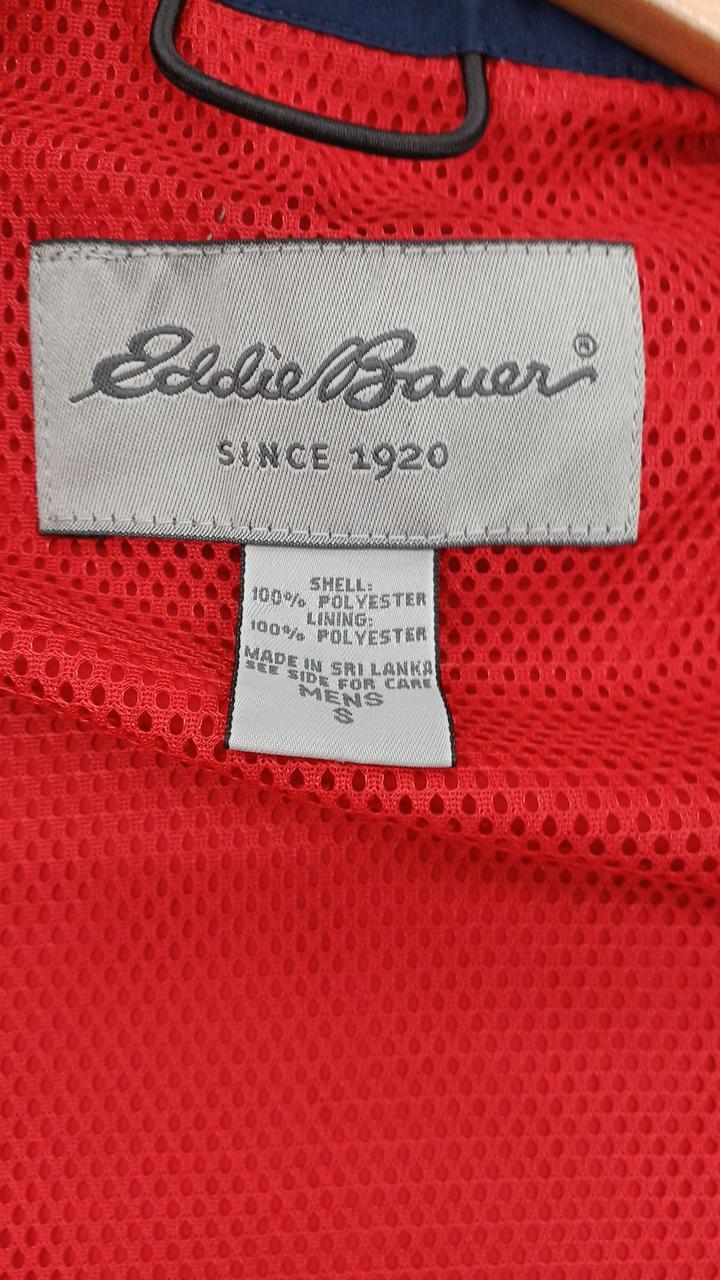 Eddie Bauer®
SINCE 1920
SHELL:
100% POLYESTER
LINING:
100% POLYESTER
MADE IN SRI LANKA
SEE SIDE FOR CARE
MENS
S